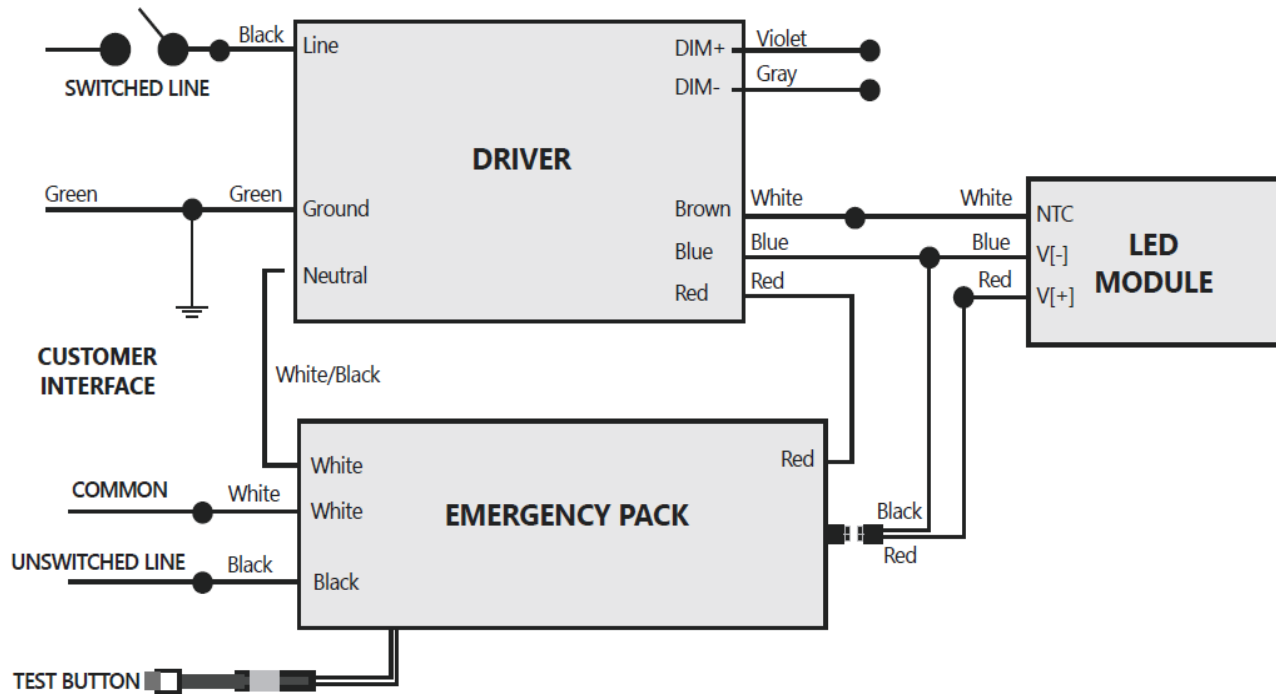 Black
Line
SWITCHED LINE
DIM+
Violet
DIM-
Gray
DRIVER
Green
Green
Ground
Neutral
Brown
White
White
NTC
Blue
Blue
Blue
V[-]
Red
Red
Red
V[+]
LED
MODULE
CUSTOMER
INTERFACE
White/Black
White
Red
COMMON
White
White
EMERGENCY PACK
Black
Red
UNSWITCHED LINE
Black
Black
TEST BUTTON